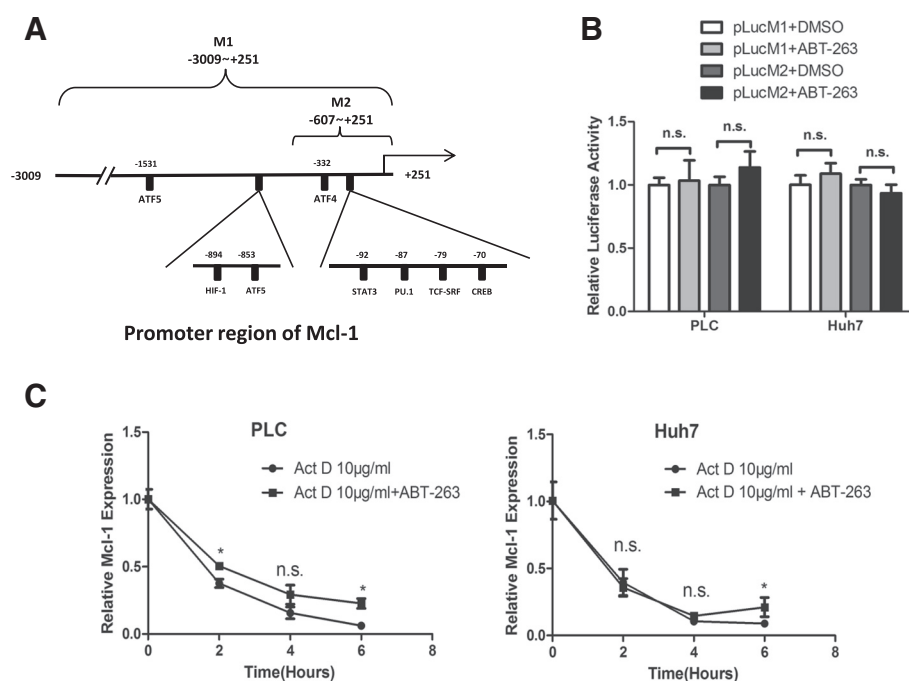 A
M1
-3009~+251
M2
-607~+251
-3009
-1531
-332
+251
ATF5
ATF4
-894
-853
-92
-87
-79
-70
HIF-1
ATF5
STAT3
PU.1
TCF-SRF
CREB
Promoter region of Mcl-1
B
pLucM1+DMSO
pLucM1+ABT-263
pLucM2+DMSO
pLucM2+ABT-263
Relative Luciferase Activity
1.5
1.0
0.5
0.0
n.s.
n.s.
n.s.
n.s.
PLC
Huh7
C
PLC
Act D 10μg/ml
Act D 10μg/ml+ABT-263
Relative Mcl-1 Expression
1.5
1.0
0.5
0.0
*
n.s.
*
0
2
4
6
8
Time(Hours)
Huh7
Act D 10μg/ml
Act D 10μg/ml + ABT-263
Relative Mcl-1 Expression
1.5
1.0
0.5
0.0
n.s.
n.s.
*
0
2
4
6
8
Time(Hours)